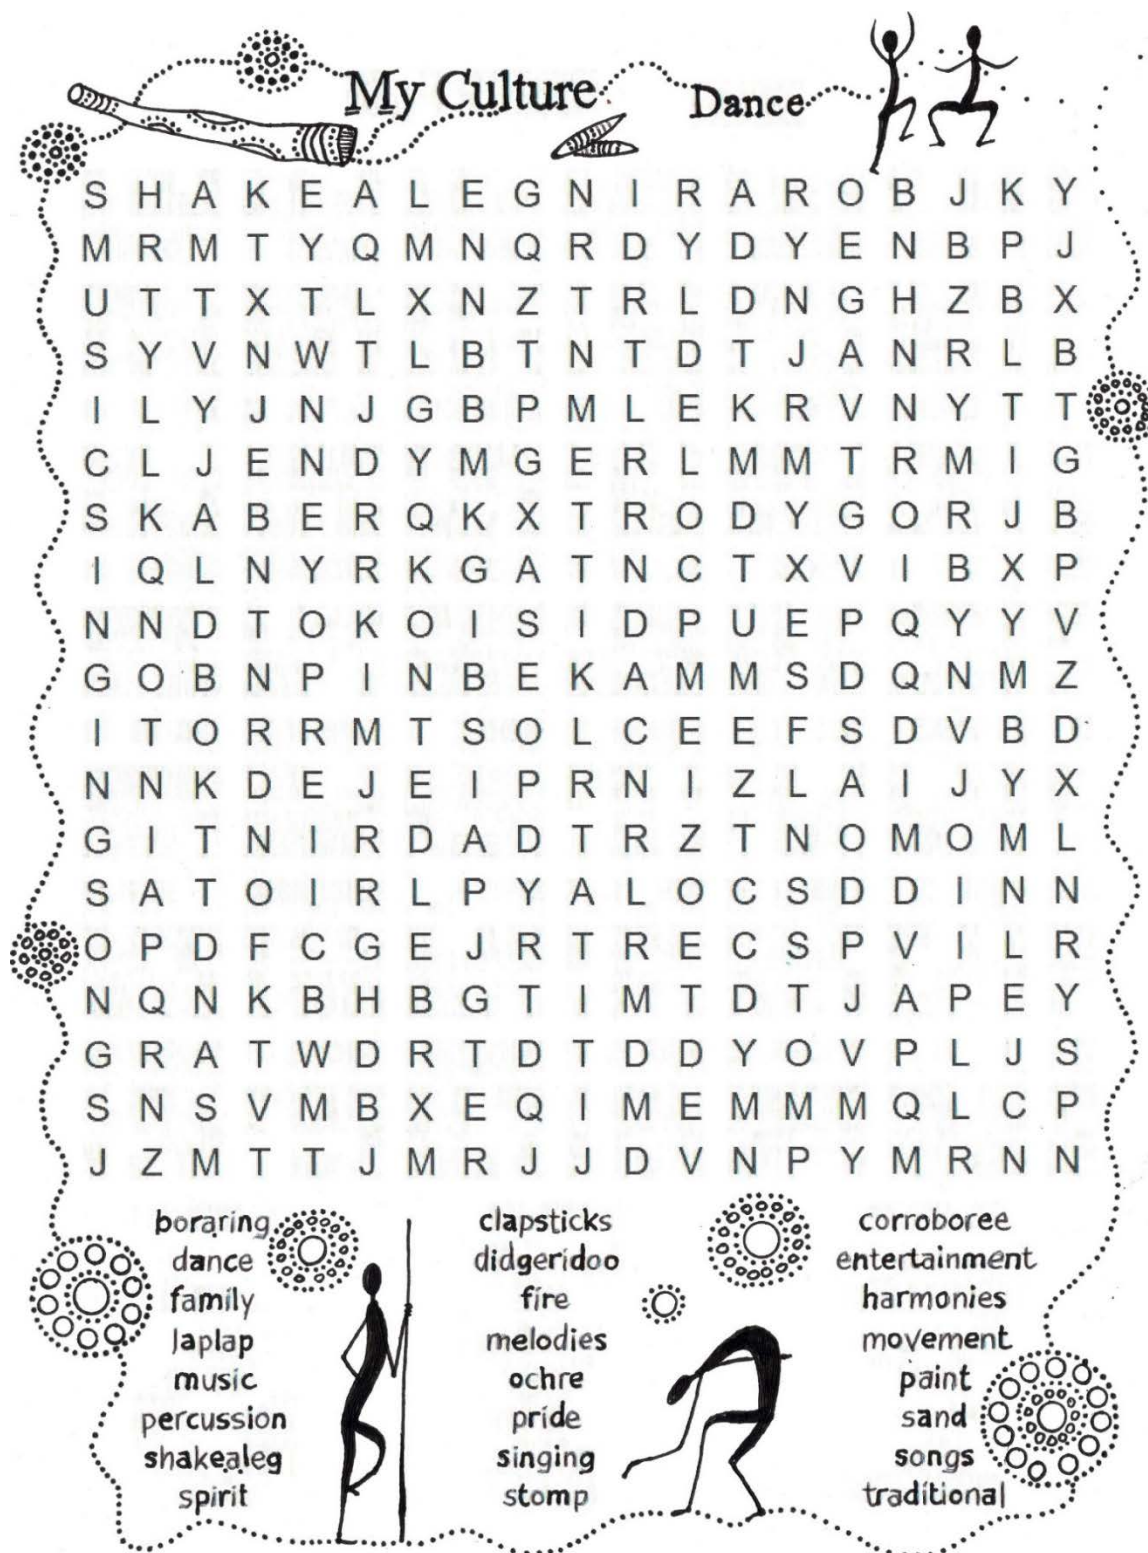 My Culture Dance
S H A K E A L E G N I R A R O B J K Y
M R M T Y Q M N Q R D Y D Y E N B P J
U T T X T L X N Z T R L D N G H Z B X
S Y V N W T L B T N T D T J A N R L B
I L Y J N J G B P M L E K R V N Y T T
C L J E N D Y M G E R L M M T R M I G
S K A B E R Q K X T R O D Y G O R J B
I Q L N Y R K G A T N C T X V I B X P
N N D T O K O I S I D P U E P Q Y Y V
G O B N P I N B E K A M M S D Q N M Z
I T O R R M T S O L C E E F S D V B D
N N K D E J E I P R N I Z L A I J Y X
G I T N I R D A D T R Z T N O M O M L
S A T O I R L P Y A L O C S D D I N N
O P D F C G E J R T R E C S P V I L R
N Q N K B H B G T I M T D T J A P E Y
G R A T W D R T D T D D Y O V P L J S
S N S V M B X E Q I M E M M M Q L C P
J Z M T T J M R J J D V N P Y M R N N
boraring clapsticks corroboree
dance didgeridoo entertainment
family fire harmonies
laplap melodies movement
music ochre paint
percussion pride sand
shakealeg singing songs
spirit stomp traditional